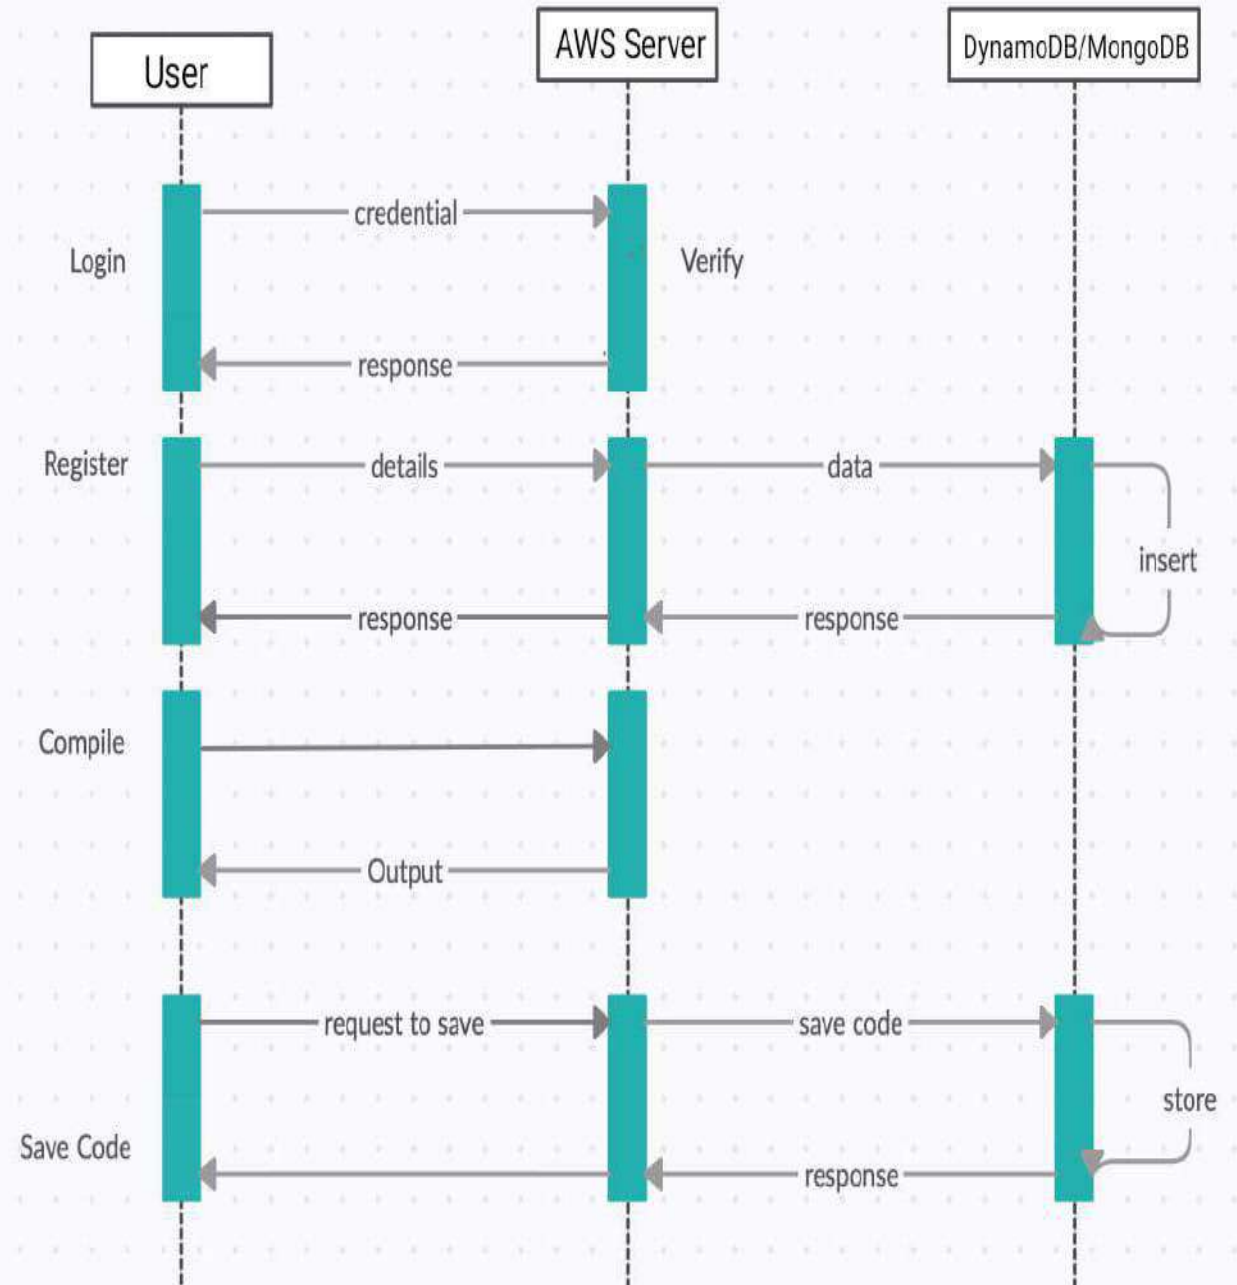 User
AWS Server
DynamoDB/MongoDB
credential
Login
Verify
response
Register
details
data
insert
response
response
Compile
Output
request to save
save code
store
Save Code
response